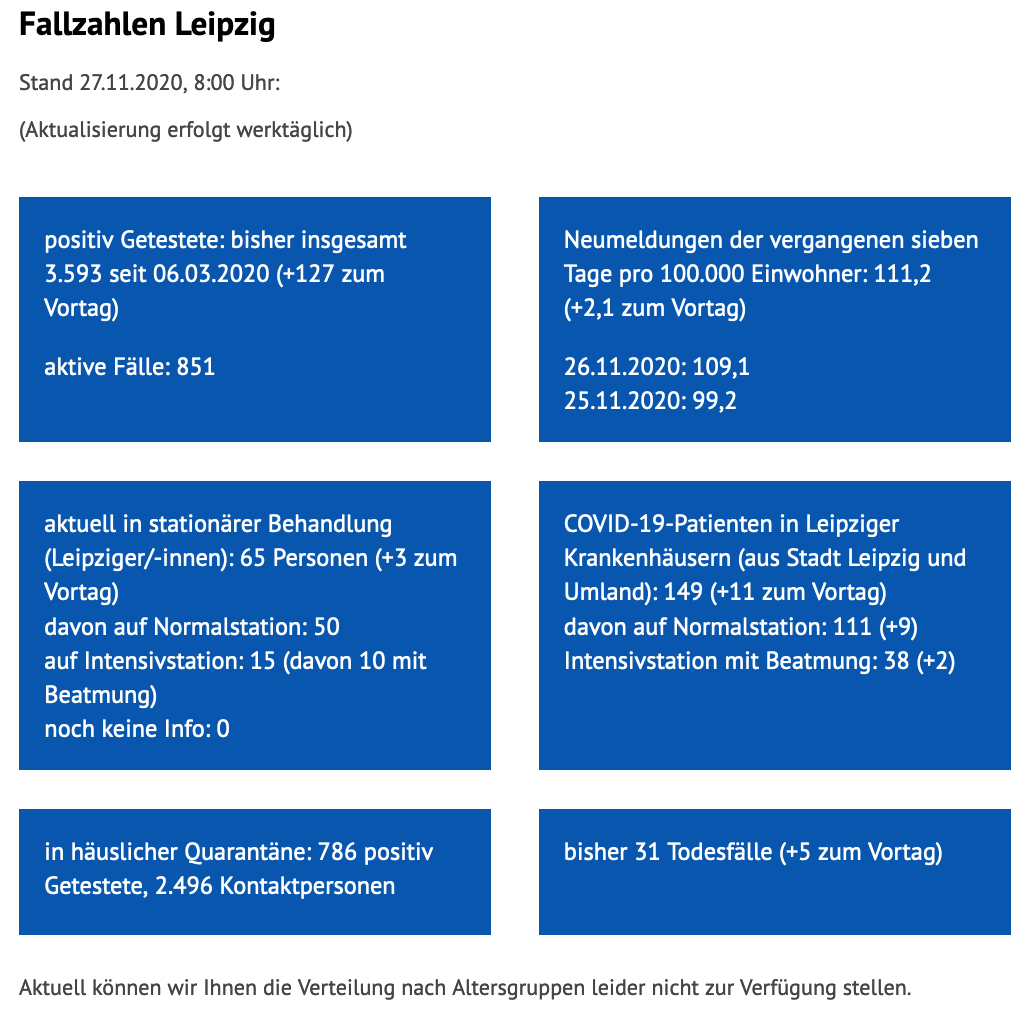 Fallzahlen Leipzig
Stand 27.11.2020, 8:00 Uhr:
(Aktualisierung erfolgt werktäglich)
positiv Getestete: bisher insgesamt
3.593 seit 06.03.2020 (+127 zum
Vortag)
aktive Fälle: 851
Neumeldungen der vergangenen sieben
Tage pro 100.000 Einwohner: 111,2
(+2,1 zum Vortag)
26.11.2020: 109,1
25.11.2020: 99,2
aktuell in stationärer Behandlung
(Leipziger/-innen): 65 Personen (+3 zum
Vortag)
davon auf Normalstation: 50
auf Intensivstation: 15 (davon 10 mit
Beatmung)
noch keine Info: 0
COVID-19-Patienten in Leipziger
Krankenhäusern (aus Stadt Leipzig und
Umland): 149 (+11 zum Vortag)
davon auf Normalstation: 111 (+9)
Intensivstation mit Beatmung: 38 (+2)
in häuslicher Quarantäne: 786 positiv
Getestete, 2.496 Kontaktpersonen
bisher 31 Todesfälle (+5 zum Vortag)
Aktuell können wir Ihnen die Verteilung nach Altersgruppen leider nicht zur Verfügung stellen.